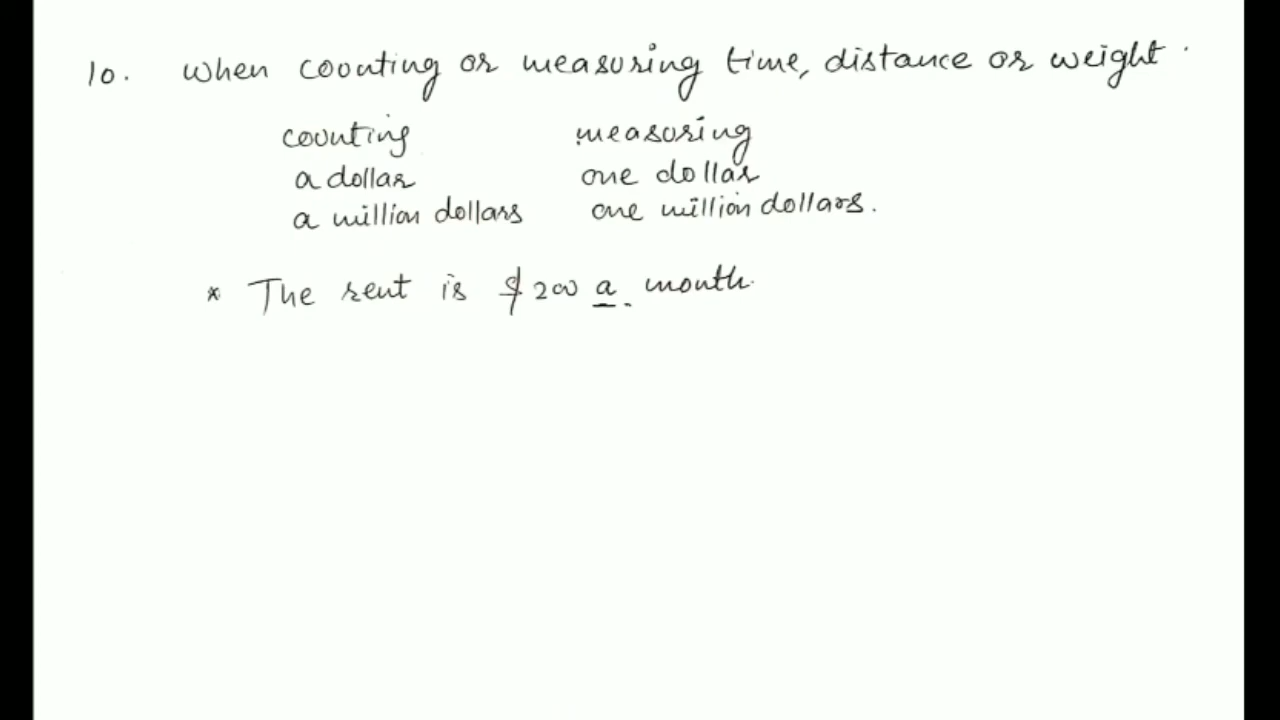 10. When counting or measuring time, distance or weight.
counting measuring
a dollar one dollar
a million dollars one million dollars.
* The rent is $200 a month.